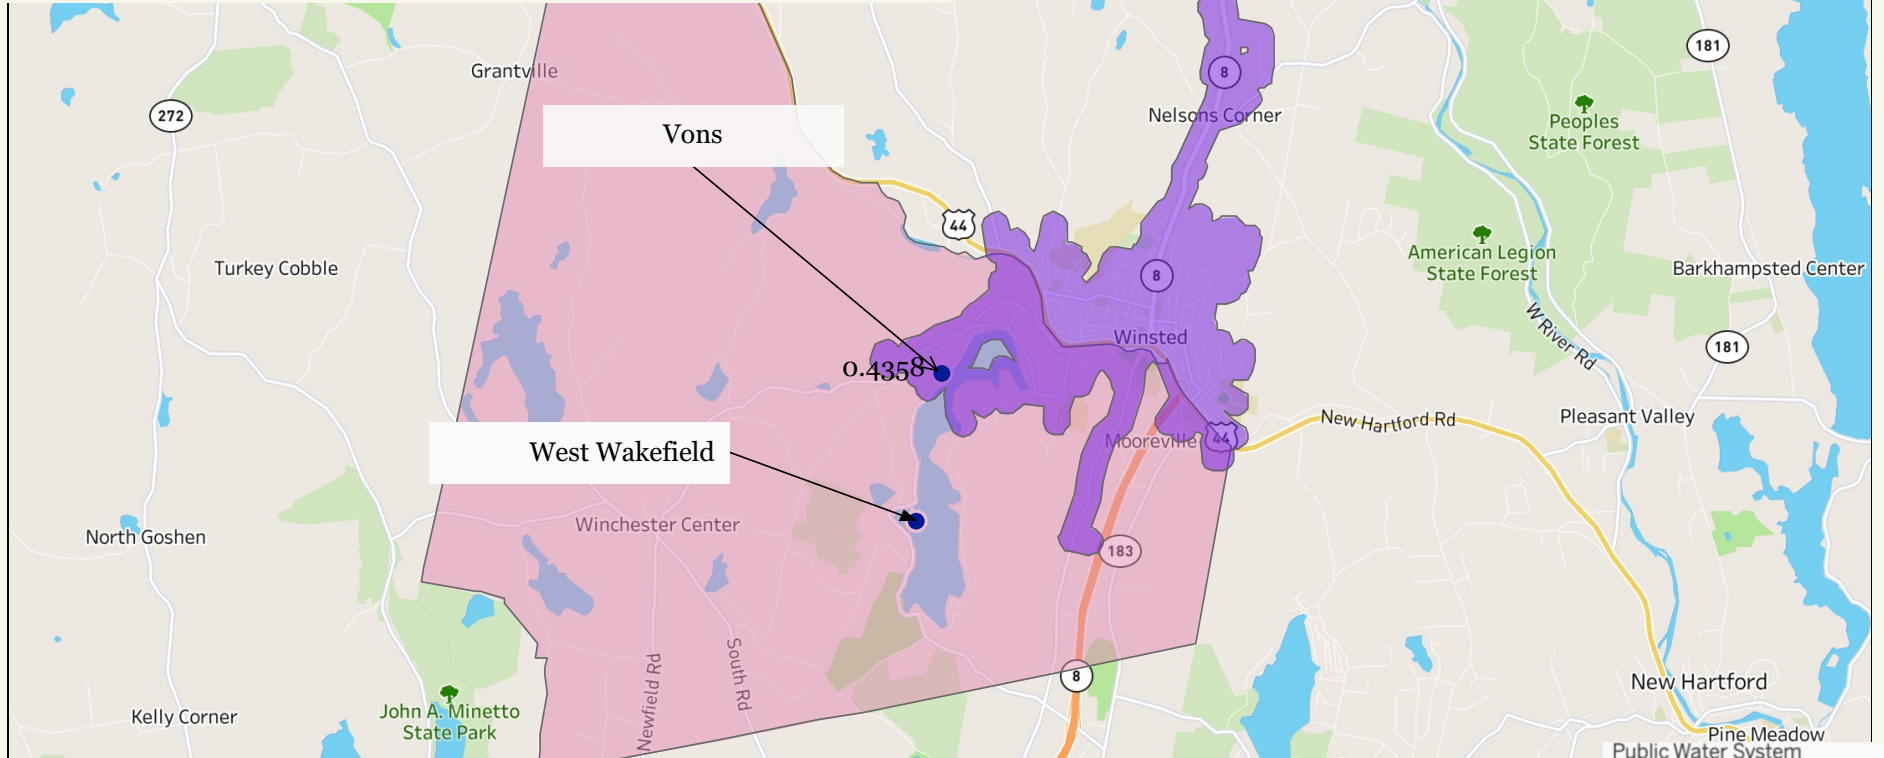 181
Grantville
8
272
Nelsons Corner
Peoples
State Forest
Vons
44
American Legion
State Forest
Turkey Cobble
8
Barkhampsted Center
W River Rd
Winsted
181
0.4358
New Hartford Rd
Pleasant Valley
West Wakefield
Mooreville
44
Winchester Center
North Goshen
183
South Rd
Newfield Rd
8
New Hartford
John A. Minetto
State Park
Kelly Corner
Pine Meadow
Public Water System